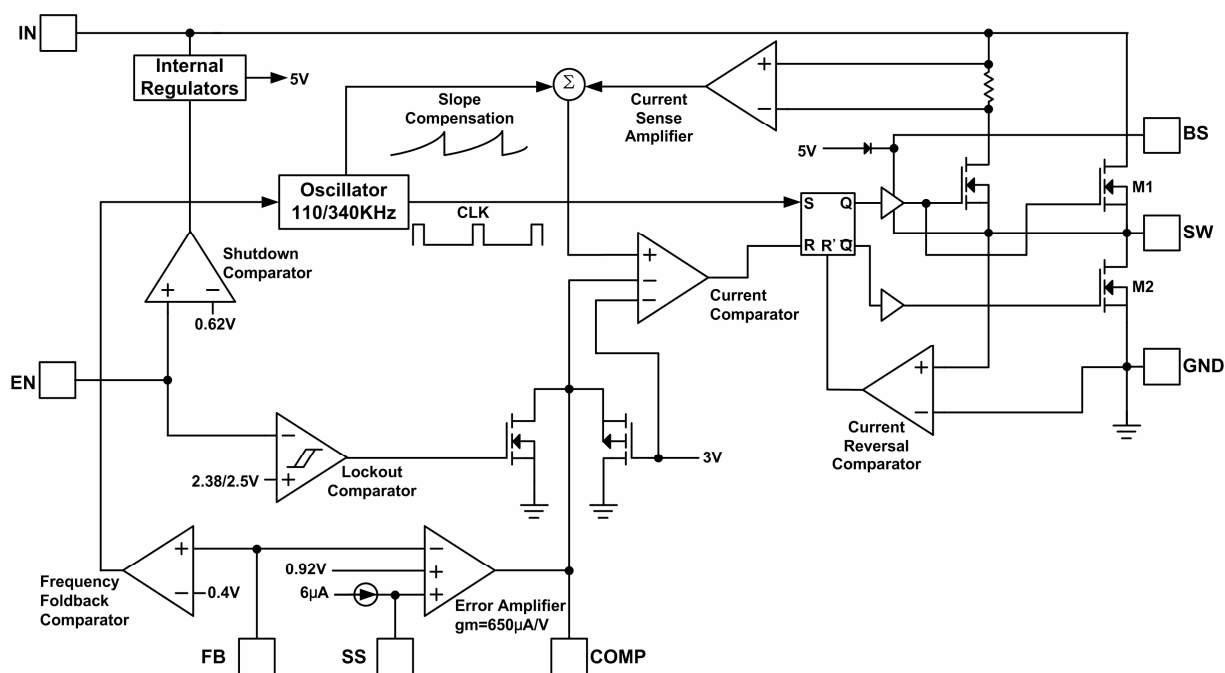 IN
Internal
Regulators
5V
Σ
+
−
Slope
Compensation
Current
Sense
Amplifier
BS
5V
Oscillator
110/340KHz
CLK
S Q
R R' Q̅
M1
SW
Shutdown
Comparator
+ −
0.62V
+
−
−
Current
Comparator
M2
EN
GND
+
−
Current
Reversal
Comparator
−
2.38/2.5V +
Lockout
Comparator
3V
Frequency
Foldback
Comparator
+
− 0.4V
−
0.92V +
6µA +
Error Amplifier
gm=650µA/V
FB
SS
COMP